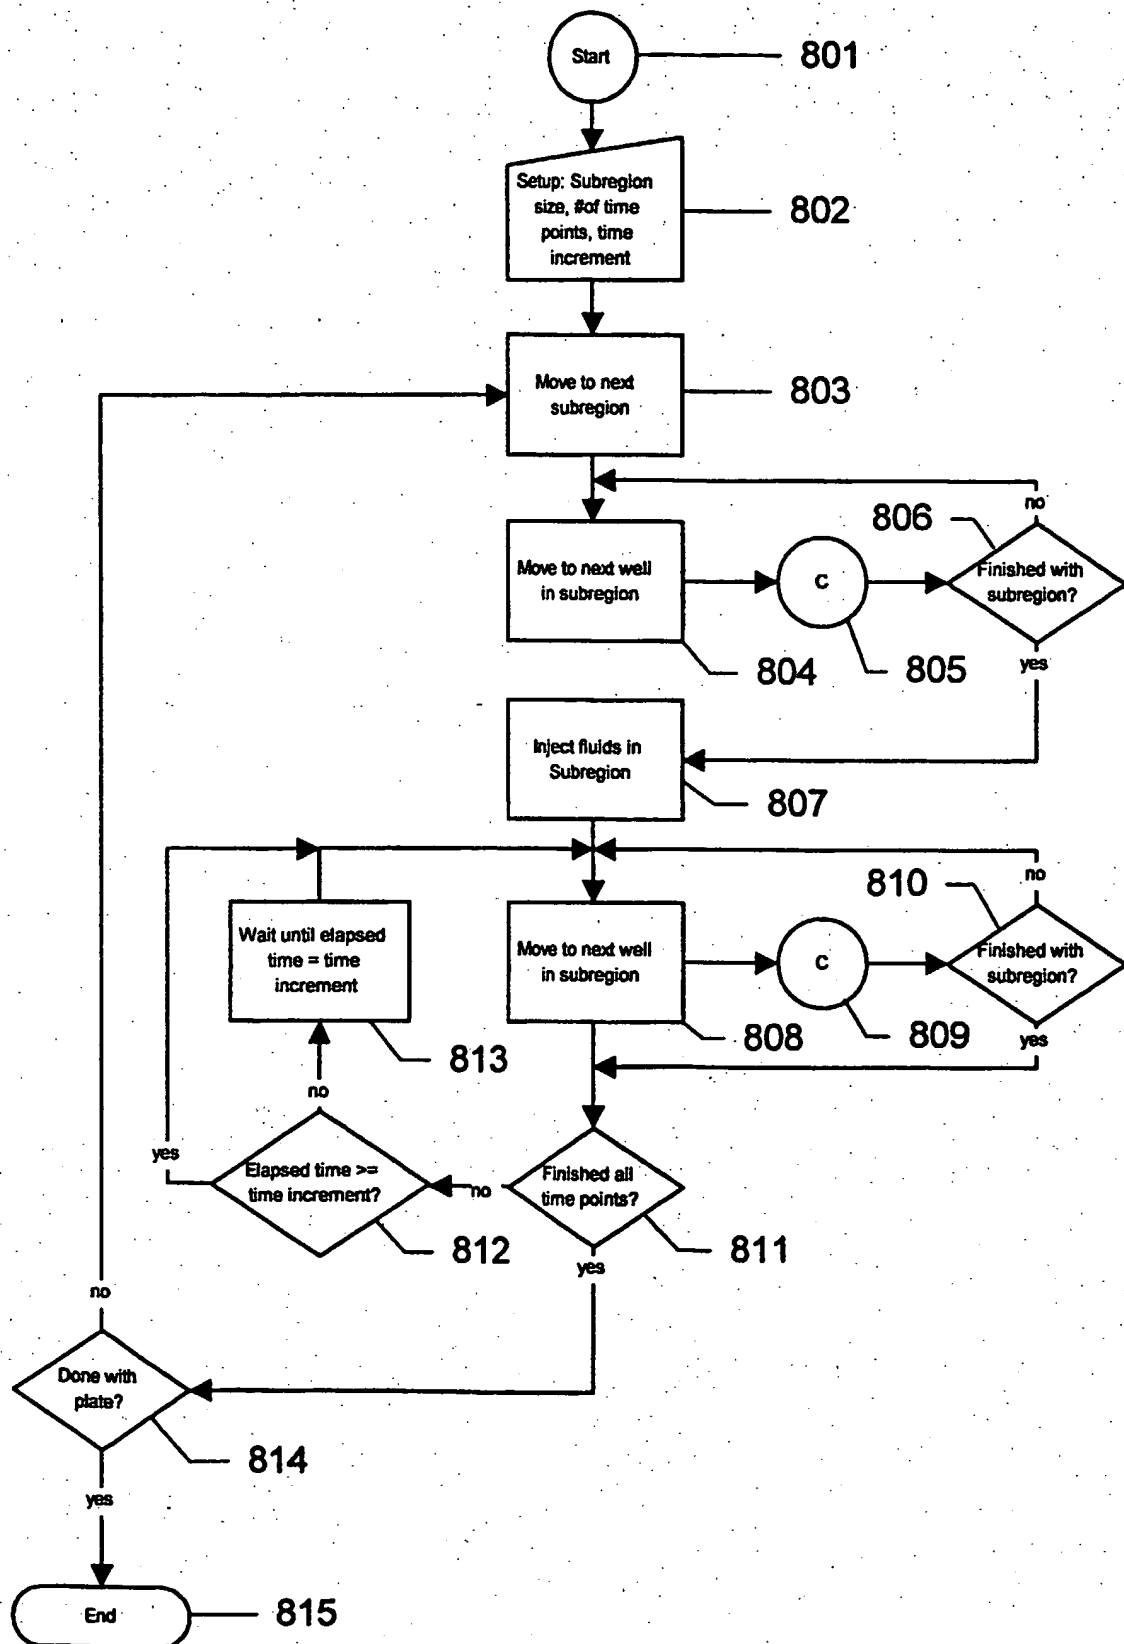 Start
801
Setup: Subregion
size, #of time
points, time
increment
802
Move to next
subregion
803
no
806
Move to next well
in subregion
C
Finished with
subregion?
804
805
yes
Inject fluids in
Subregion
807
no
810
Wait until elapsed
time = time
increment
Move to next well
in subregion
C
Finished with
subregion?
813
808
809
yes
no
yes
Elapsed time >=
time increment?
no
Finished all
time points?
812
811
yes
no
Done with
plate?
814
yes
End
815